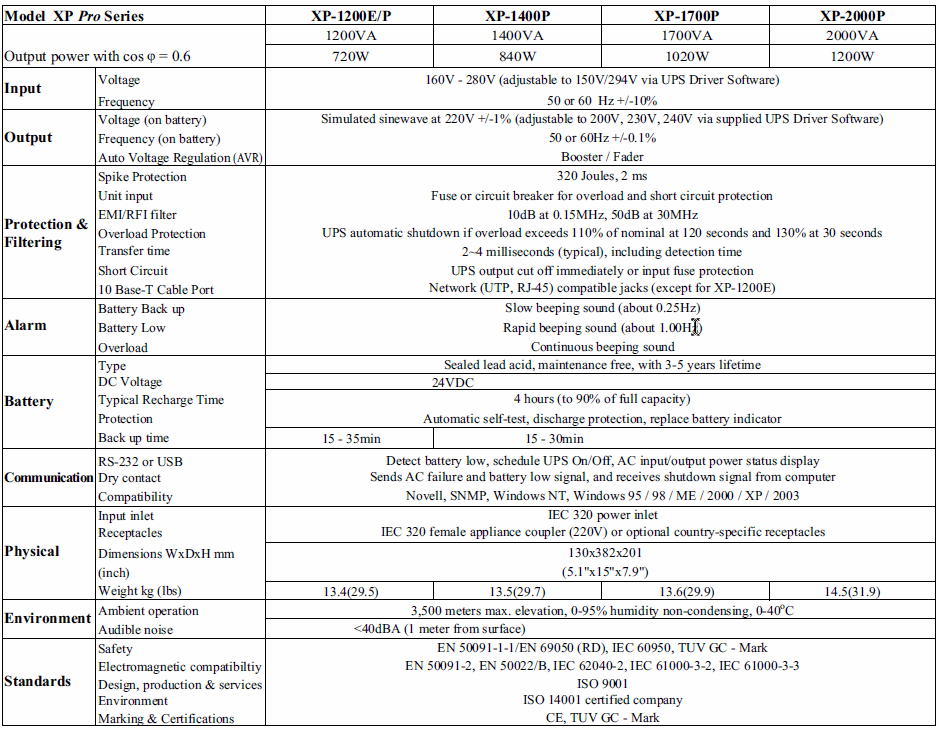 Model XP Pro Series XP-1200E/P XP-1400P XP-1700P XP-2000P
1200VA 1400VA 1700VA 2000VA
Output power with cos φ = 0.6 720W 840W 1020W 1200W
Input Voltage 160V - 280V (adjustable to 150V/294V via UPS Driver Software)
Frequency 50 or 60 Hz +/-10%
Output Voltage (on battery) Simulated sinewave at 220V +/-1% (adjustable to 200V, 230V, 240V via supplied UPS Driver Software)
Frequency (on battery) 50 or 60Hz +/-0.1%
Auto Voltage Regulation (AVR) Booster / Fader
Protection & Filtering Spike Protection 320 Joules, 2 ms
Unit input Fuse or circuit breaker for overload and short circuit protection
EMI/RFI filter 10dB at 0.15MHz, 50dB at 30MHz
Overload Protection UPS automatic shutdown if overload exceeds 110% of nominal at 120 seconds and 130% at 30 seconds
Transfer time 2~4 milliseconds (typical), including detection time
Short Circuit UPS output cut off immediately or input fuse protection
10 Base-T Cable Port Network (UTP, RJ-45) compatible jacks (except for XP-1200E)
Alarm Battery Back up Slow beeping sound (about 0.25Hz)
Battery Low Rapid beeping sound (about 1.00Hz)
Overload Continuous beeping sound
Battery Type Sealed lead acid, maintenance free, with 3-5 years lifetime
DC Voltage 24VDC
Typical Recharge Time 4 hours (to 90% of full capacity)
Protection Automatic self-test, discharge protection, replace battery indicator
Back up time 15 - 35min 15 - 30min
Communication RS-232 or USB Detect battery low, schedule UPS On/Off, AC input/output power status display
Dry contact Sends AC failure and battery low signal, and receives shutdown signal from computer
Compatibility Novell, SNMP, Windows NT, Windows 95 / 98 / ME / 2000 / XP / 2003
Physical Input inlet IEC 320 power inlet
Receptacles IEC 320 female appliance coupler (220V) or optional country-specific receptacles
Dimensions WxDxH mm 130x382x201
(inch) (5.1"x15"x7.9")
Weight kg (lbs) 13.4(29.5) 13.5(29.7) 13.6(29.9) 14.5(31.9)
Environment Ambient operation 3,500 meters max. elevation, 0-95% humidity non-condensing, 0-40°C
Audible noise <40dBA (1 meter from surface)
Standards Safety EN 50091-1-1/EN 69050 (RD), IEC 60950, TUV GC - Mark
Electromagnetic compatibiltiy EN 50091-2, EN 50022/B, IEC 62040-2, IEC 61000-3-2, IEC 61000-3-3
Design, production & services ISO 9001
Environment ISO 14001 certified company
Marking & Certifications CE, TUV GC - Mark